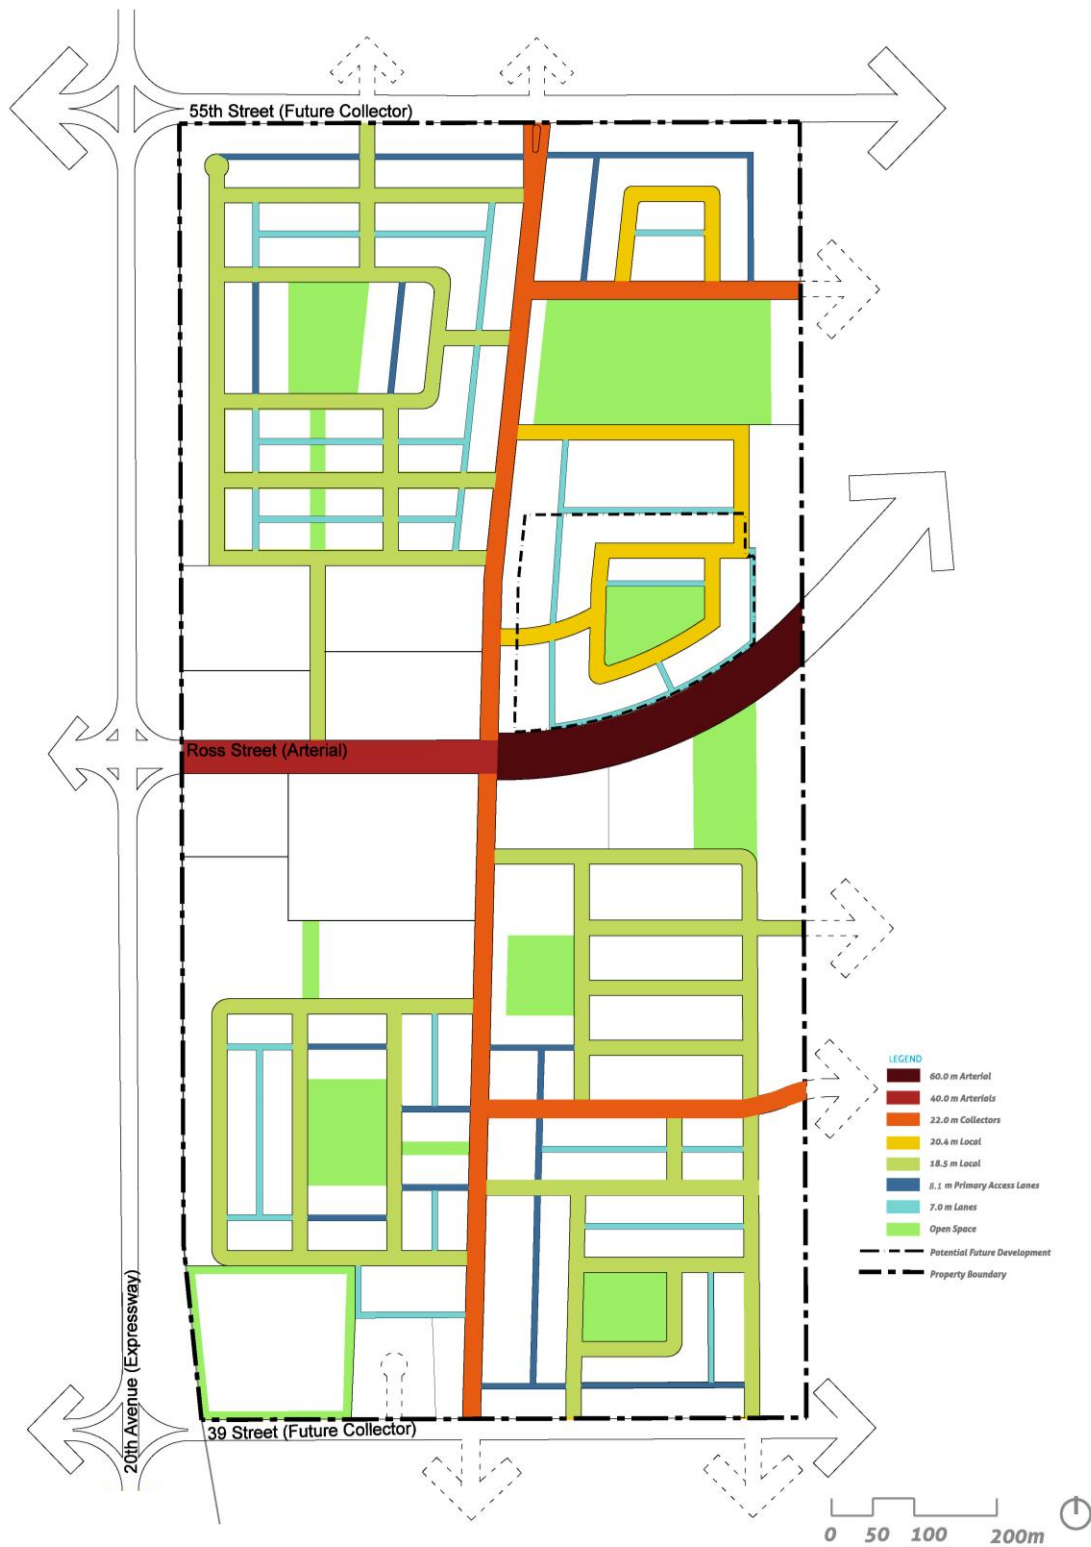 55th Street (Future Collector)
Ross Street (Arterial)
LEGEND
60.0 m Arterial
40.0 m Arterials
22.0 m Collectors
20.4 m Local
18.5 m Local
8.1 m Primary Access Lanes
7.0 m Lanes
Open Space
Potential Future Development
Property Boundary
20th Avenue (Expressway)
39 Street (Future Collector)
0 50 100 200m